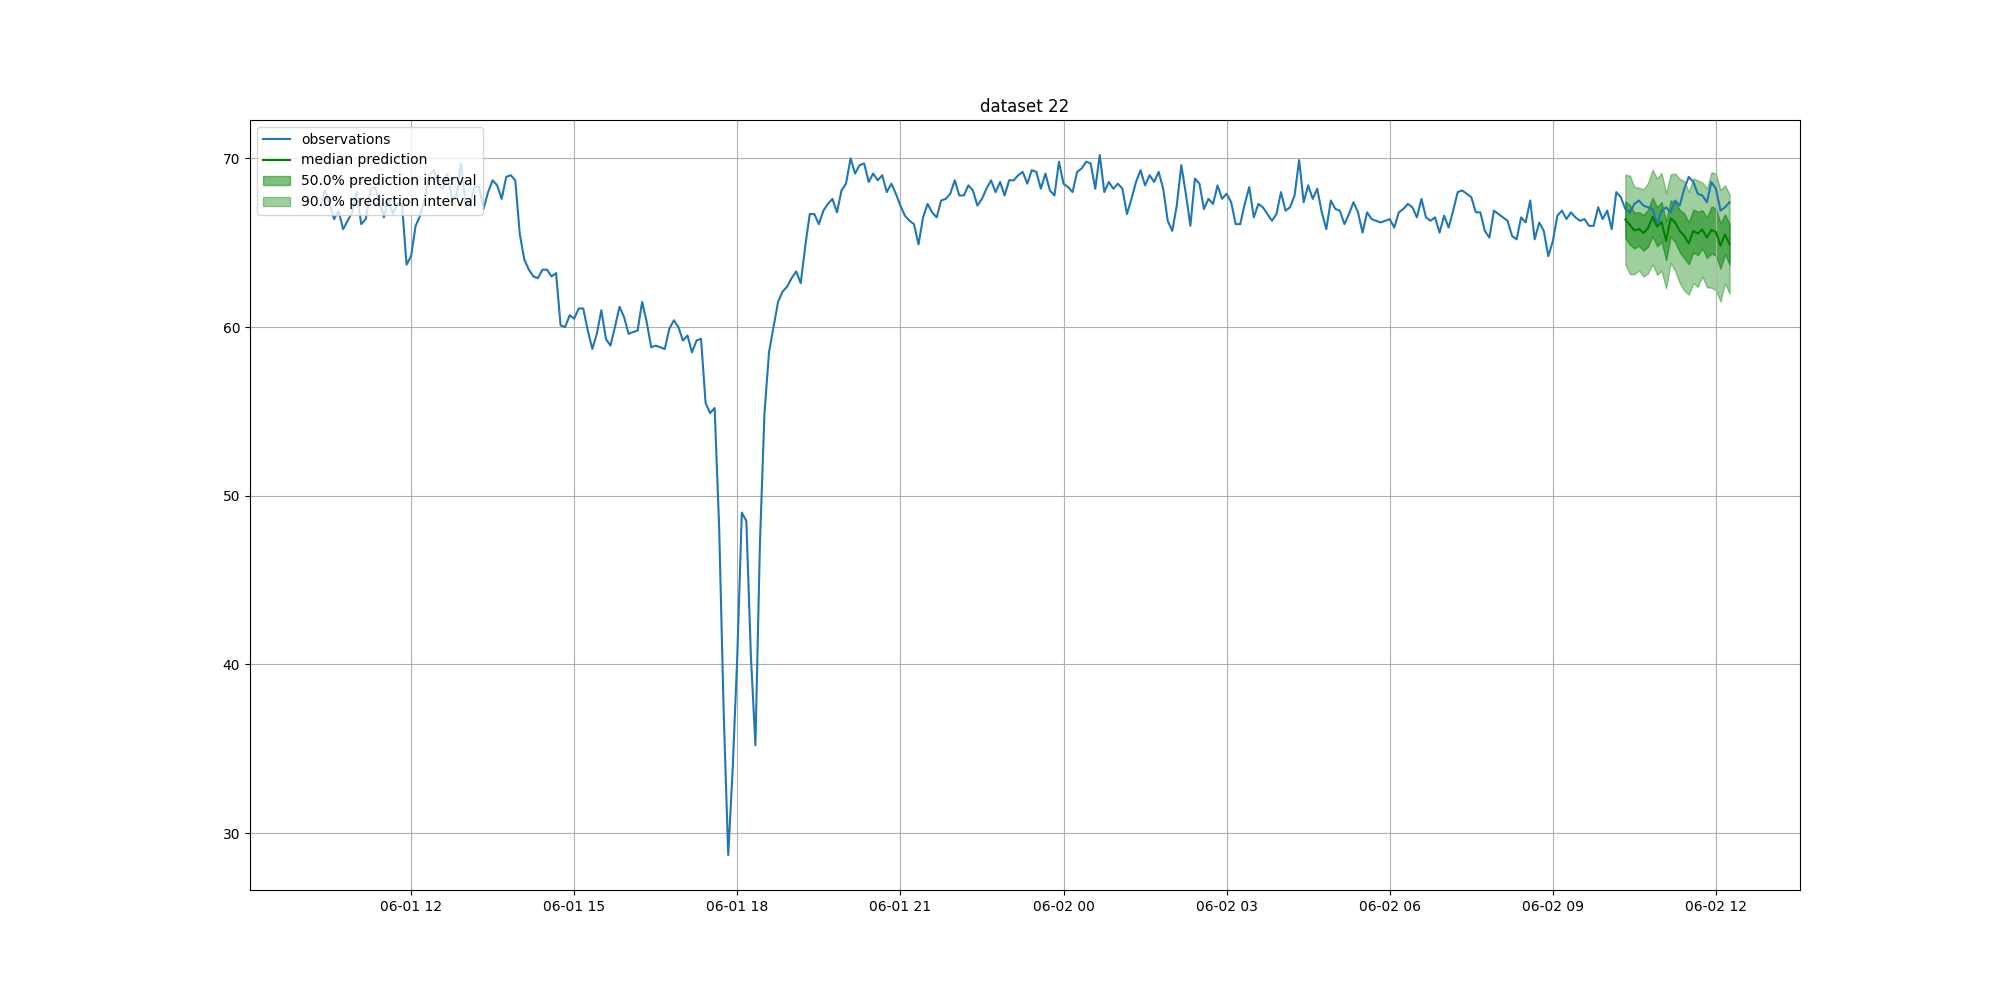 dataset 22
observations
median prediction
50.0% prediction interval
90.0% prediction interval
70
60
50
40
30
06-01 12
06-01 15
06-01 18
06-01 21
06-02 00
06-02 03
06-02 06
06-02 09
06-02 12